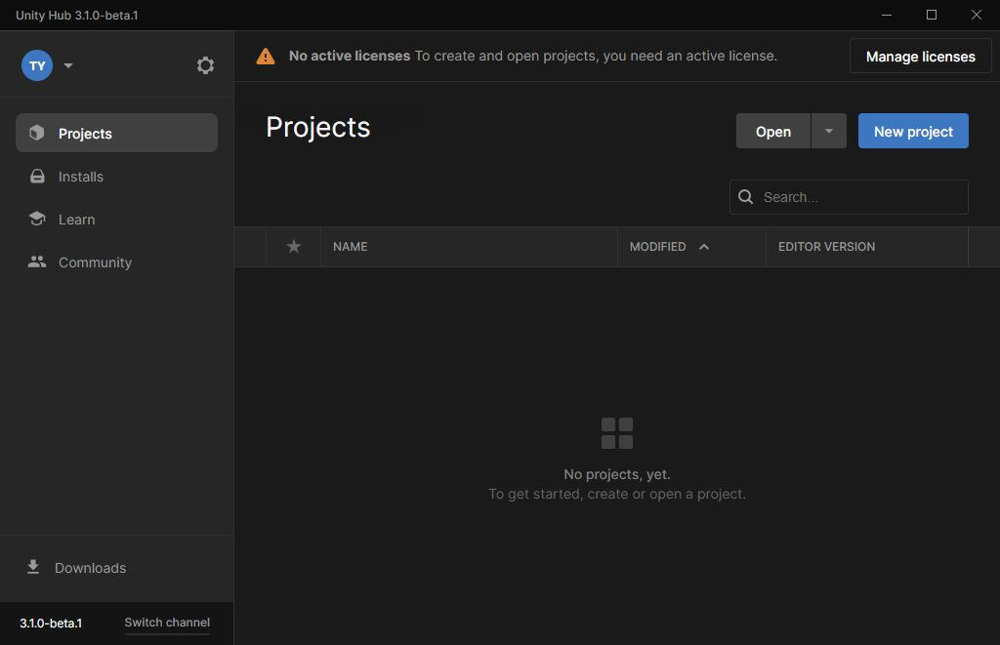 Unity Hub 3.1.0-beta.1
TY
No active licenses To create and open projects, you need an active license.
Manage licenses
Projects
Installs
Learn
Community
Projects
Open
New project
Search...
NAME
MODIFIED
EDITOR VERSION
No projects, yet.
To get started, create or open a project.
Downloads
3.1.0-beta.1
Switch channel